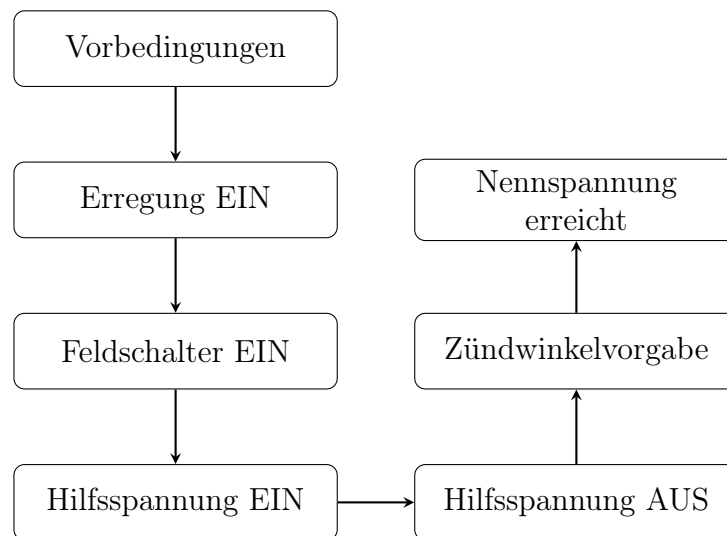 Vorbedingungen
Erregung EIN
Feldschalter EIN
Hilfsspannung EIN
Hilfsspannung AUS
Zündwinkelvorgabe
Nennspannung
erreicht